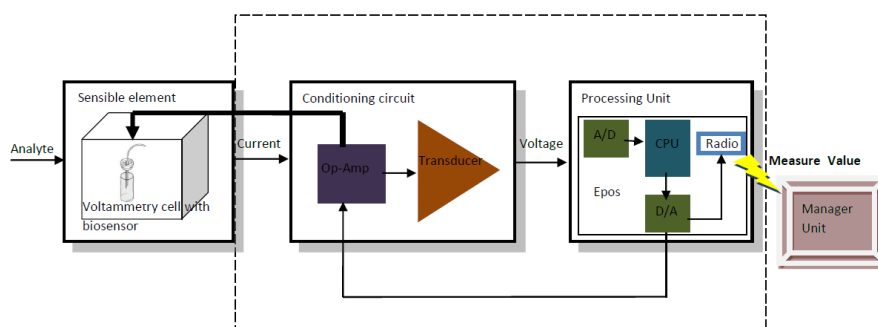 Analyte
Sensible element
Voltammetry cell with
biosensor
Current
Conditioning circuit
Op-Amp
Transducer
Voltage
Processing Unit
A/D
CPU
Radio
Epos
D/A
Measure Value
Manager
Unit